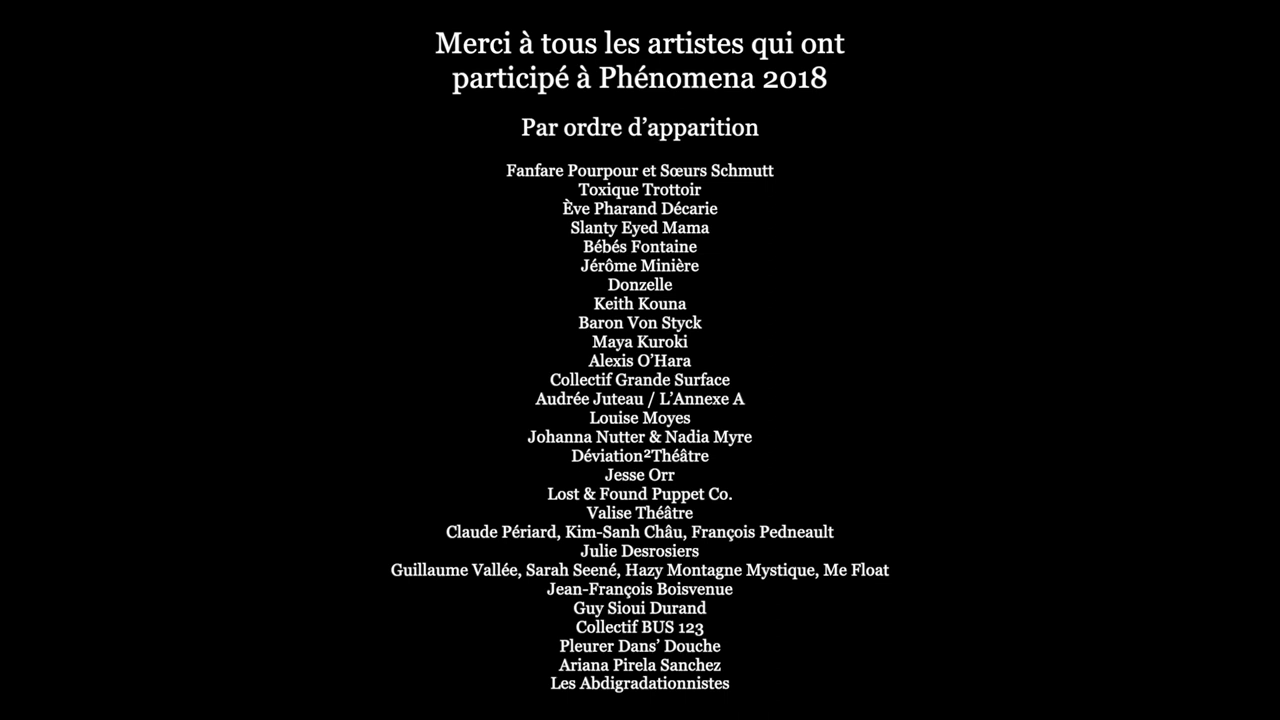 Merci à tous les artistes qui ont
participé à Phénomena 2018
Par ordre d’apparition
Fanfare Pourpour et Sœurs Schmutt
Toxique Trottoir
Ève Pharand Décarie
Slanty Eyed Mama
Bébés Fontaine
Jérôme Minière
Donzelle
Keith Kouna
Baron Von Styck
Maya Kuroki
Alexis O’Hara
Collectif Grande Surface
Audrée Juteau / L’Annexe A
Louise Moyes
Johanna Nutter & Nadia Myre
Déviation²Théâtre
Jesse Orr
Lost & Found Puppet Co.
Valise Théâtre
Claude Périard, Kim-Sanh Châu, François Pedneault
Julie Desrosiers
Guillaume Vallée, Sarah Seené, Hazy Montagne Mystique, Me Float
Jean-François Boisvenue
Guy Sioui Durand
Collectif BUS 123
Pleurer Dans’ Douche
Ariana Pirela Sanchez
Les Abdigradationnistes